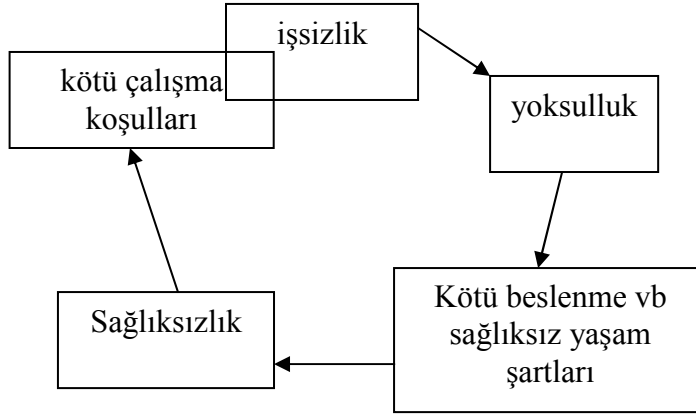 işsizlik
kötü çalışma
koşulları
yoksulluk
Kötü beslenme vb
sağlıksız yaşam
şartları
Sağlıksızlık